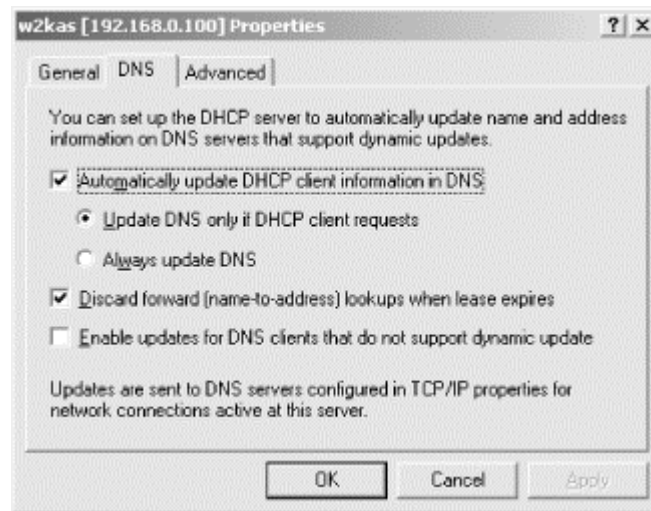 w2kas [192.168.0.100] Properties
General DNS Advanced
You can set up the DHCP server to automatically update name and address
information on DNS servers that support dynamic updates.
Automatically update DHCP client information in DNS
Update DNS only if DHCP client requests
Always update DNS
Discard forward (name-to-address) lookups when lease expires
Enable updates for DNS clients that do not support dynamic update
Updates are sent to DNS servers configured in TCP/IP properties for
network connections active at this server.
OK Cancel Apply